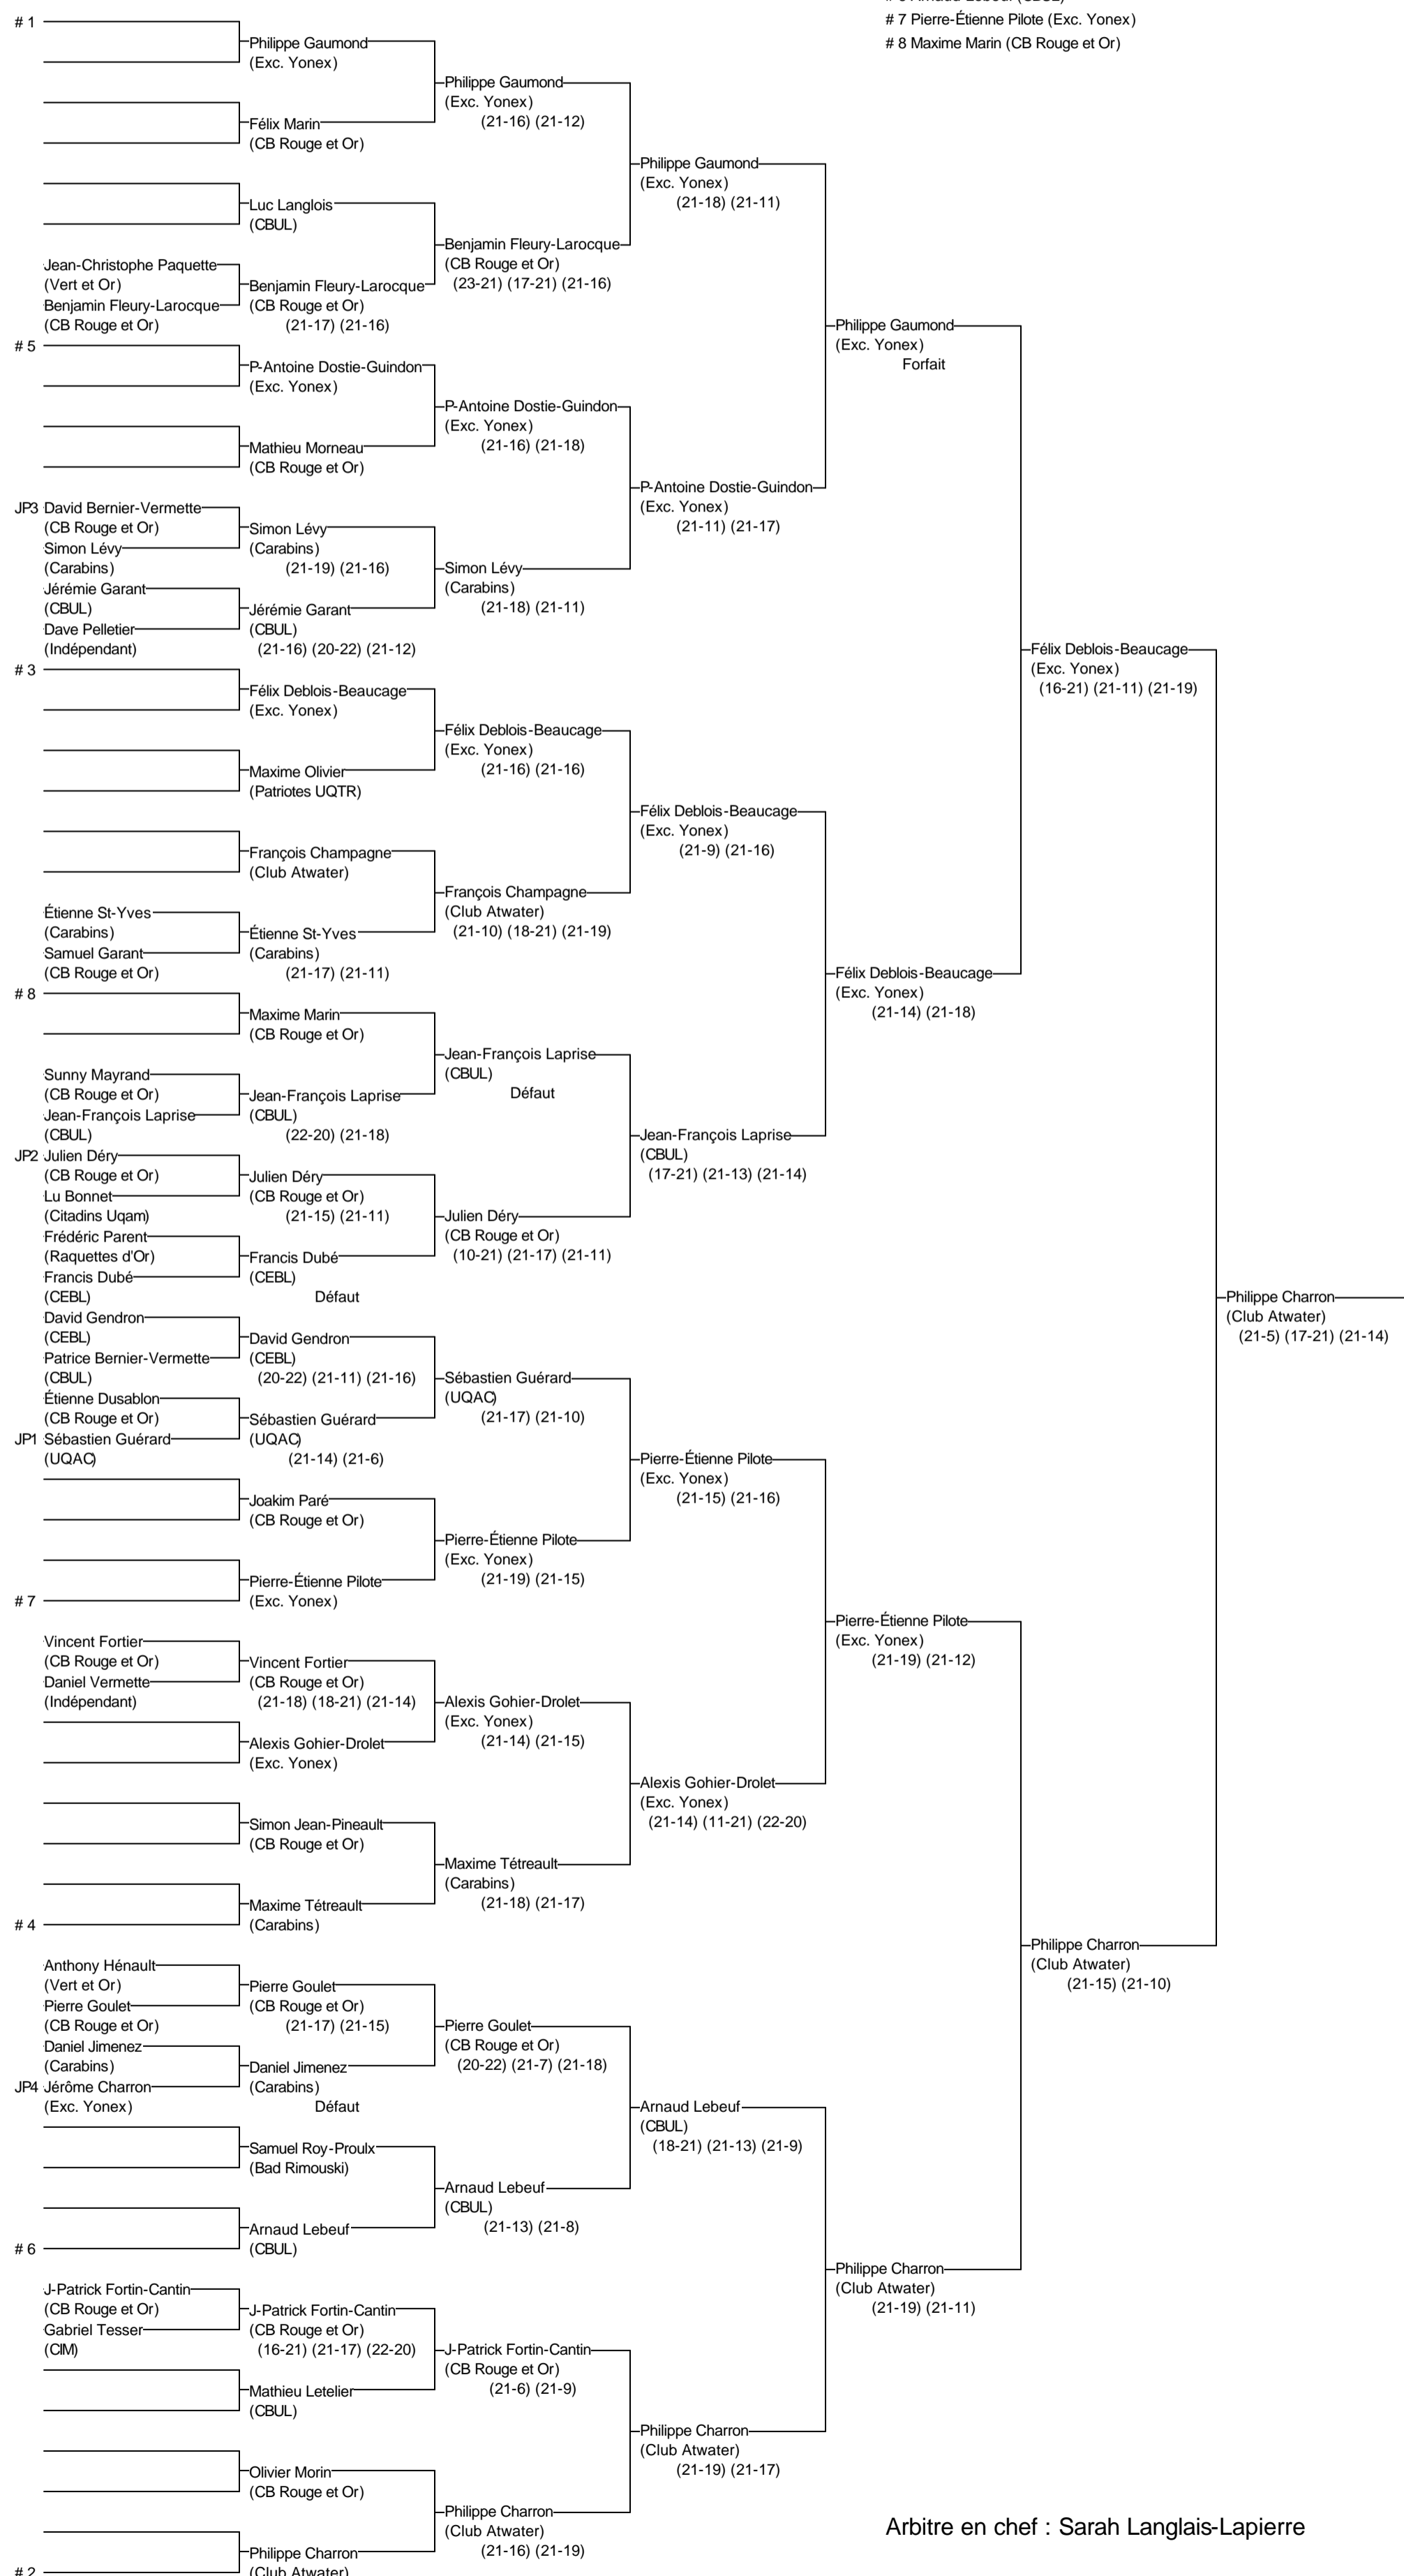 # 7 Pierre-Étienne Pilote (Exc. Yonex)
# 8 Maxime Marin (CB Rouge et Or)
# 1
Philippe Gaumond
(Exc. Yonex)
Philippe Gaumond
(Exc. Yonex)
(21-16) (21-12)
Félix Marin
(CB Rouge et Or)
Philippe Gaumond
(Exc. Yonex)
(21-18) (21-11)
Luc Langlois
(CBUL)
Benjamin Fleury-Larocque
(CB Rouge et Or)
(23-21) (17-21) (21-16)
Jean-Christophe Paquette
(Vert et Or)
Benjamin Fleury-Larocque
(CB Rouge et Or)
Benjamin Fleury-Larocque
(CB Rouge et Or)
(21-17) (21-16)
Philippe Gaumond
(Exc. Yonex)
Forfait
# 5
P-Antoine Dostie-Guindon
(Exc. Yonex)
P-Antoine Dostie-Guindon
(Exc. Yonex)
(21-16) (21-18)
Mathieu Morneau
(CB Rouge et Or)
P-Antoine Dostie-Guindon
(Exc. Yonex)
(21-11) (21-17)
JP3 David Bernier-Vermette
(CB Rouge et Or)
Simon Lévy
(Carabins)
Simon Lévy
(Carabins)
(21-19) (21-16)
Simon Lévy
(Carabins)
(21-18) (21-11)
Jérémie Garant
(CBUL)
Dave Pelletier
(Indépendant)
Jérémie Garant
(CBUL)
(21-16) (20-22) (21-12)
Félix Deblois-Beaucage
(Exc. Yonex)
(16-21) (21-11) (21-19)
# 3
Félix Deblois-Beaucage
(Exc. Yonex)
Félix Deblois-Beaucage
(Exc. Yonex)
(21-16) (21-16)
Maxime Olivier
(Patriotes UQTR)
Félix Deblois-Beaucage
(Exc. Yonex)
(21-9) (21-16)
François Champagne
(Club Atwater)
François Champagne
(Club Atwater)
(21-10) (18-21) (21-19)
Étienne St-Yves
(Carabins)
Samuel Garant
(CB Rouge et Or)
Étienne St-Yves
(Carabins)
(21-17) (21-11)
Félix Deblois-Beaucage
(Exc. Yonex)
(21-14) (21-18)
# 8
Maxime Marin
(CB Rouge et Or)
Jean-François Laprise
(CBUL)
Défaut
Sunny Mayrand
(CB Rouge et Or)
Jean-François Laprise
(CBUL)
Jean-François Laprise
(CBUL)
(22-20) (21-18)
Jean-François Laprise
(CBUL)
(17-21) (21-13) (21-14)
JP2 Julien Déry
(CB Rouge et Or)
Lu Bonnet
(Citadins Uqam)
Julien Déry
(CB Rouge et Or)
(21-15) (21-11)
Julien Déry
(CB Rouge et Or)
(10-21) (21-17) (21-11)
Frédéric Parent
(Raquettes d'Or)
Francis Dubé
(CEBL)
Francis Dubé
(CEBL)
Défaut
Philippe Charron
(Club Atwater)
(21-5) (17-21) (21-14)
David Gendron
(CEBL)
Patrice Bernier-Vermette
(CBUL)
David Gendron
(CEBL)
(20-22) (21-11) (21-16)
Sébastien Guérard
(UQAC)
(21-17) (21-10)
Étienne Dusablon
(CB Rouge et Or)
JP1 Sébastien Guérard
(UQAC)
Sébastien Guérard
(UQAC)
(21-14) (21-6)
Pierre-Étienne Pilote
(Exc. Yonex)
(21-15) (21-16)
Joakim Paré
(CB Rouge et Or)
Pierre-Étienne Pilote
(Exc. Yonex)
(21-19) (21-15)
Pierre-Étienne Pilote
(Exc. Yonex)
# 7
Pierre-Étienne Pilote
(Exc. Yonex)
(21-19) (21-12)
Vincent Fortier
(CB Rouge et Or)
Daniel Vermette
(Indépendant)
Vincent Fortier
(CB Rouge et Or)
(21-18) (18-21) (21-14)
Alexis Gohier-Drolet
(Exc. Yonex)
(21-14) (21-15)
Alexis Gohier-Drolet
(Exc. Yonex)
Alexis Gohier-Drolet
(Exc. Yonex)
(21-14) (11-21) (22-20)
Simon Jean-Pineault
(CB Rouge et Or)
Maxime Tétreault
(Carabins)
(21-18) (21-17)
Maxime Tétreault
(Carabins)
# 4
Philippe Charron
(Club Atwater)
(21-15) (21-10)
Anthony Hénault
(Vert et Or)
Pierre Goulet
(CB Rouge et Or)
Pierre Goulet
(CB Rouge et Or)
(21-17) (21-15)
Pierre Goulet
(CB Rouge et Or)
(20-22) (21-7) (21-18)
Daniel Jimenez
(Carabins)
JP4 Jérôme Charron
(Exc. Yonex)
Daniel Jimenez
(Carabins)
Défaut
Arnaud Lebeuf
(CBUL)
(18-21) (21-13) (21-9)
Samuel Roy-Proulx
(Bad Rimouski)
Arnaud Lebeuf
(CBUL)
(21-13) (21-8)
Arnaud Lebeuf
(CBUL)
# 6
Philippe Charron
(Club Atwater)
(21-19) (21-11)
J-Patrick Fortin-Cantin
(CB Rouge et Or)
Gabriel Tesser
(CIM)
J-Patrick Fortin-Cantin
(CB Rouge et Or)
(16-21) (21-17) (22-20)
J-Patrick Fortin-Cantin
(CB Rouge et Or)
(21-6) (21-9)
Mathieu Letelier
(CBUL)
Philippe Charron
(Club Atwater)
(21-19) (21-17)
Olivier Morin
(CB Rouge et Or)
Philippe Charron
(Club Atwater)
(21-16) (21-19)
Philippe Charron
(Club Atwater)
# 2
Arbitre en chef : Sarah Langlais-Lapierre